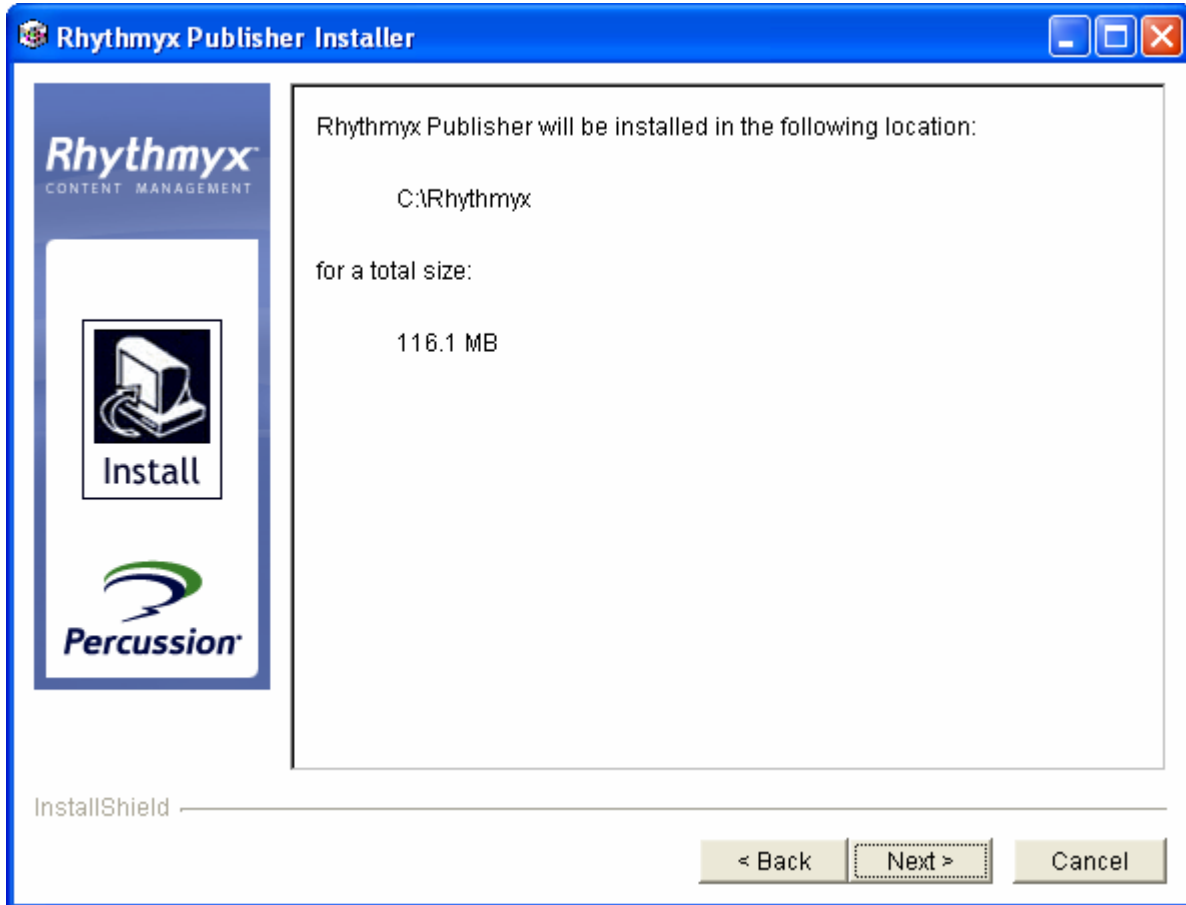 Rhythmyx Publisher Installer
Rhythmyx
CONTENT MANAGEMENT
Install
Percussion
Rhythmyx Publisher will be installed in the following location:
C:\Rhythmyx
for a total size:
116.1 MB
InstallShield
< Back
Next >
Cancel